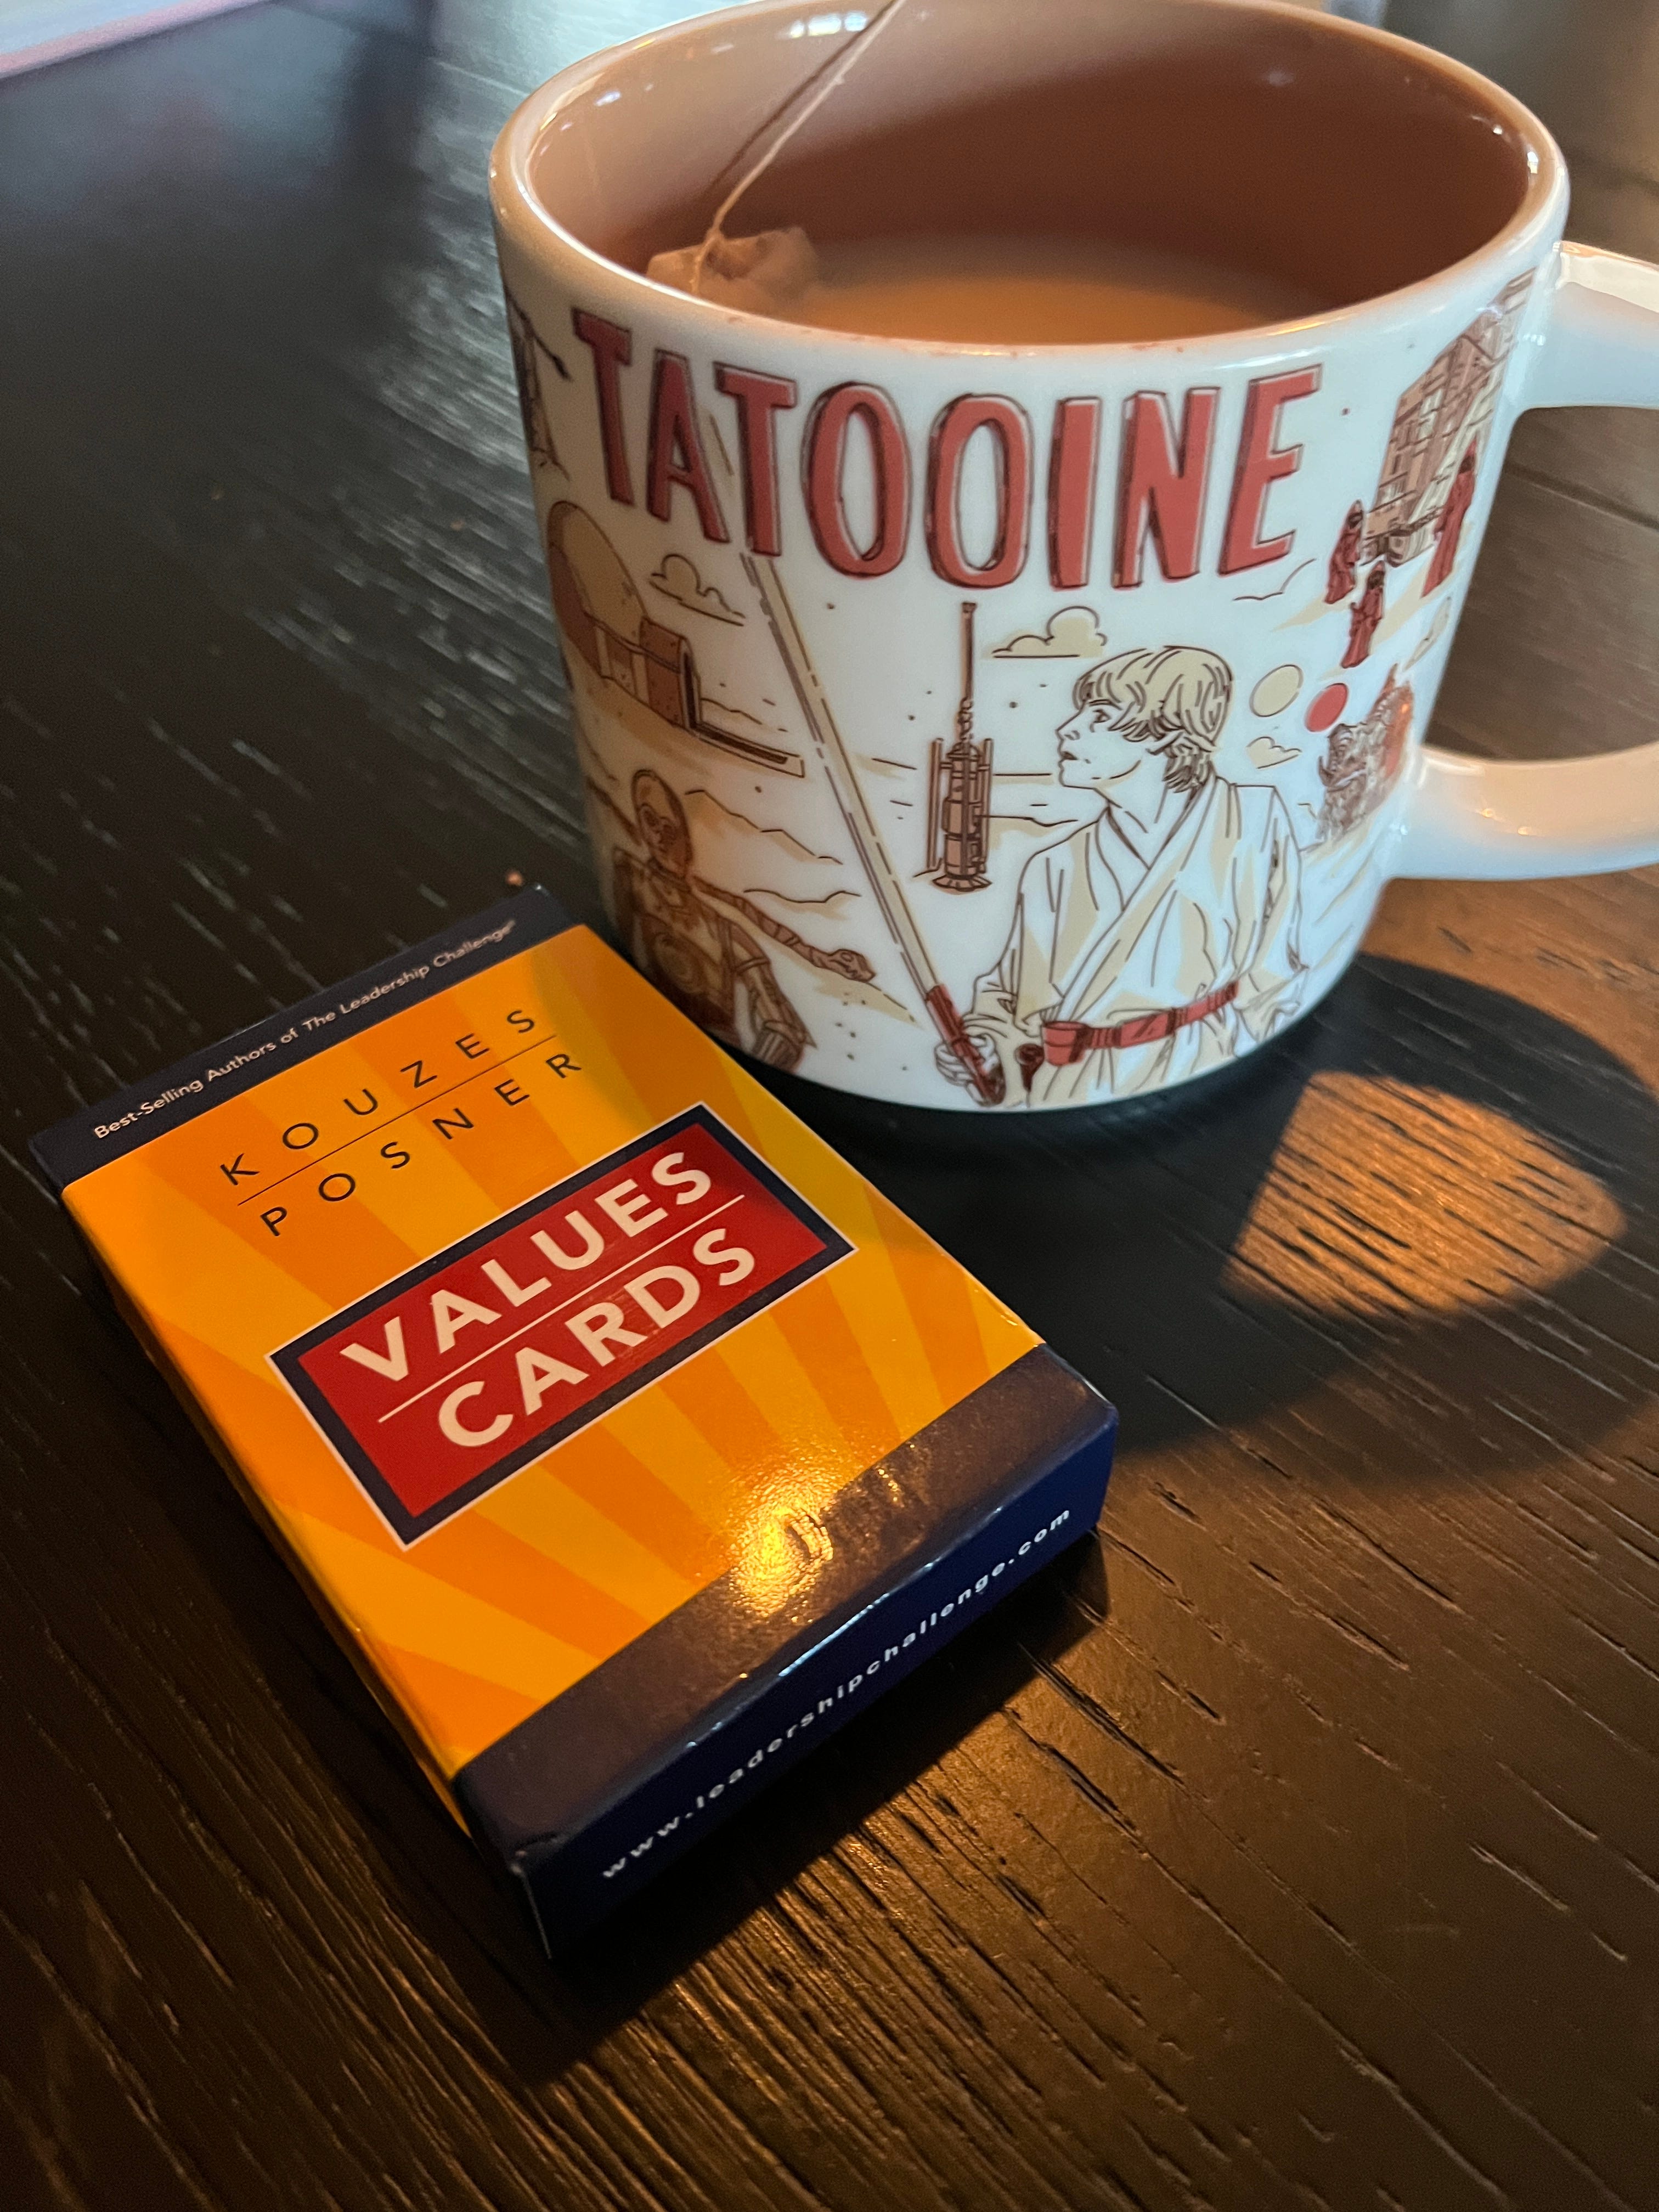 TATOOINE
Best-Selling Authors of The Leadership Challenge®
KOUZES
POSNER
VALUES
CARDS
www.leadershipchallenge.com